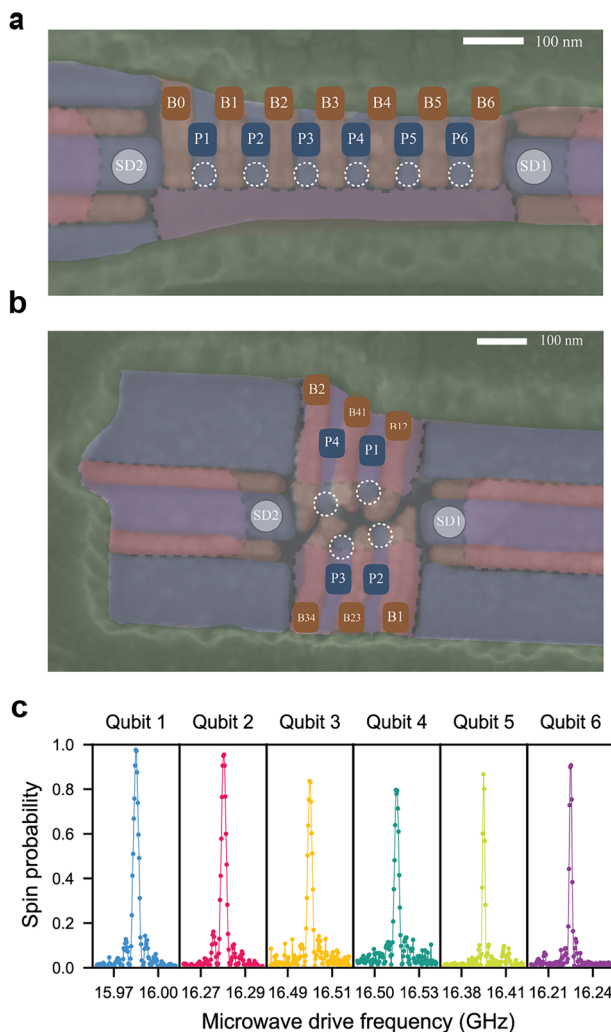 a
100 nm
B0 B1 B2 B3 B4 B5 B6
P1 P2 P3 P4 P5 P6
SD2 SD1
b
100 nm
B2
B41
B12
P4 P1
SD2 SD1
P3 P2
B34 B23 B1
c
Qubit 1 Qubit 2 Qubit 3 Qubit 4 Qubit 5 Qubit 6
1.0
0.8
0.6
0.4
0.2
0.0
Spin probability
15.97 16.00 16.27 16.29 16.49 16.51 16.50 16.53 16.38 16.41 16.21 16.24
Microwave drive frequency (GHz)